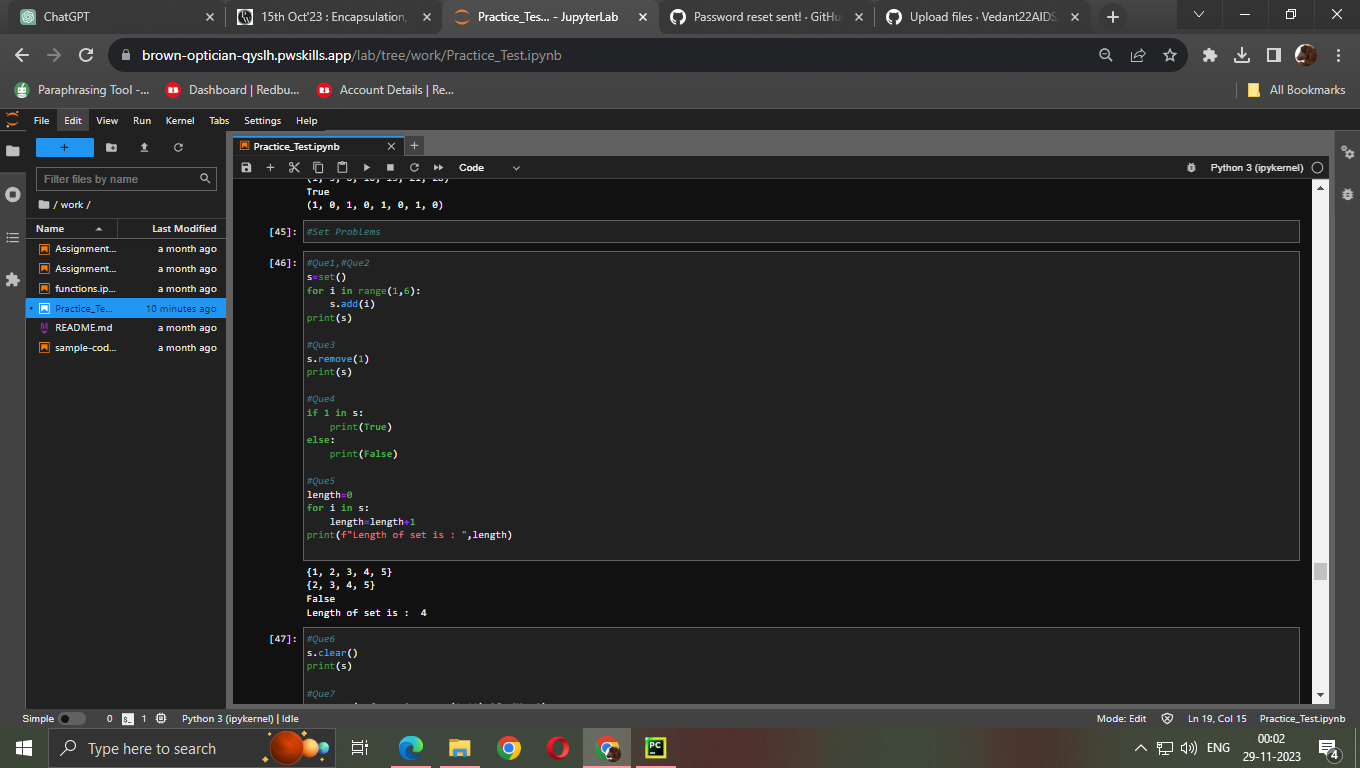 ChatGPT
15th Oct'23 : Encapsulation,
Practice_Tes... - JupyterLab
Password reset sent! · GitHu
Upload files · Vedant22AIDS
brown-optician-qyslh.pwskills.app/lab/tree/work/Practice_Test.ipynb
Paraphrasing Tool -...
Dashboard | Redbu...
Account Details | Re...
All Bookmarks
File Edit View Run Kernel Tabs Settings Help
Filter files by name
/ work /
Name Last Modified
Assignment... a month ago
Assignment... a month ago
functions.ip... a month ago
Practice_Te... 10 minutes ago
README.md a month ago
sample-cod... a month ago
Practice_Test.ipynb
Code
Python 3 (ipykernel)
True
(1, 0, 1, 0, 1, 0, 1, 0)
[45]: #Set Problems
[46]: #Que1,#Que2
s=set()
for i in range(1,6):
    s.add(i)
print(s)
#Que3
s.remove(1)
print(s)
#Que4
if 1 in s:
    print(True)
else:
    print(False)
#Que5
length=0
for i in s:
    length=length+1
print(f"Length of set is : ",length)
{1, 2, 3, 4, 5}
{2, 3, 4, 5}
False
Length of set is :  4
[47]: #Que6
s.clear()
print(s)
#Que7
Simple 0 1 Python 3 (ipykernel) | Idle
Mode: Edit Ln 19, Col 15 Practice_Test.ipynb
Type here to search
ENG
00:02
29-11-2023
4